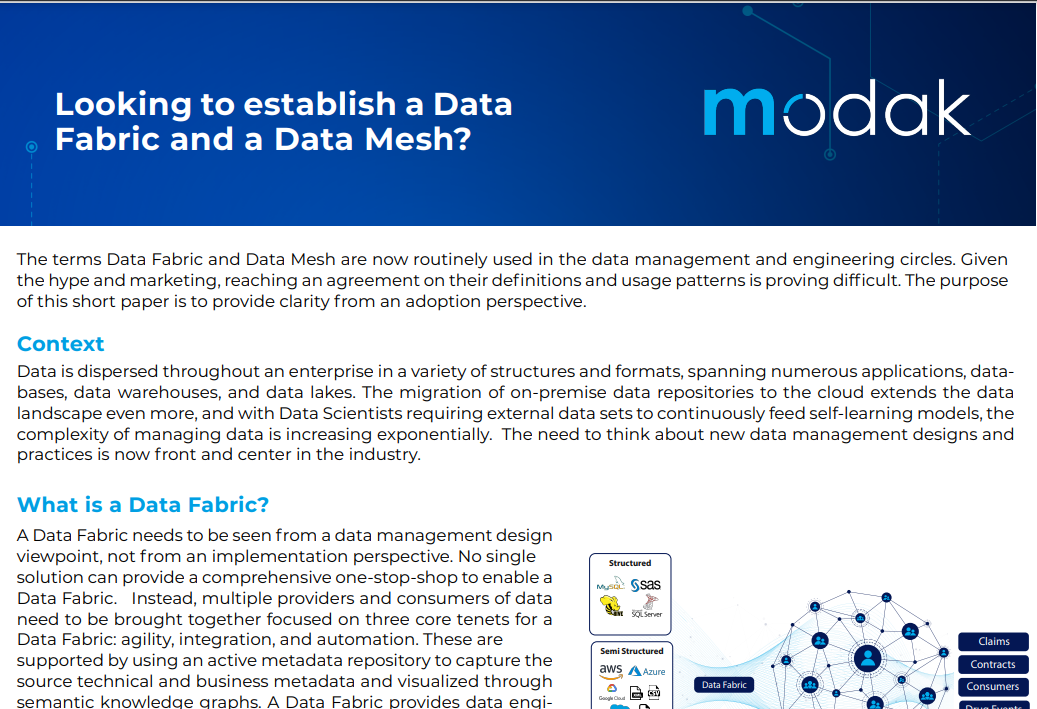 Looking to establish a Data
Fabric and a Data Mesh?
modak
The terms Data Fabric and Data Mesh are now routinely used in the data management and engineering circles. Given
the hype and marketing, reaching an agreement on their definitions and usage patterns is proving difficult. The purpose
of this short paper is to provide clarity from an adoption perspective.
Context
Data is dispersed throughout an enterprise in a variety of structures and formats, spanning numerous applications, data-
bases, data warehouses, and data lakes. The migration of on-premise data repositories to the cloud extends the data
landscape even more, and with Data Scientists requiring external data sets to continuously feed self-learning models, the
complexity of managing data is increasing exponentially.  The need to think about new data management designs and
practices is now front and center in the industry.
What is a Data Fabric?
A Data Fabric needs to be seen from a data management design
viewpoint, not from an implementation perspective. No single
solution can provide a comprehensive one-stop-shop to enable a
Data Fabric.   Instead, multiple providers and consumers of data
need to be brought together focused on three core tenets for a
Data Fabric: agility, integration, and automation. These are
supported by using an active metadata repository to capture the
source technical and business metadata and visualized through
semantic knowledge graphs. A Data Fabric provides data engi-
Structured
MySQL
sas
HIVE
SQL Server
Semi Structured
aws
Azure
Google Cloud
CSV
Data Fabric
Claims
Contracts
Consumers
Drug Events